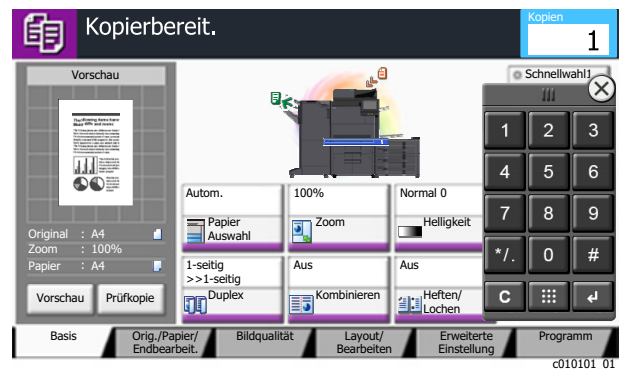 Kopierbereit.
Kopien
1
Vorschau
Schnellwahl1
Original : A4
Zoom : 100%
Papier : A4
Vorschau
Prüfkopie
Autom.
Papier
Auswahl
100%
Zoom
Normal 0
Helligkeit
1-seitig
>>1-seitig
Duplex
Aus
Kombinieren
Aus
Heften/
Lochen
1 2 3
4 5 6
7 8 9
*/. 0 #
C
Basis
Orig./Papier/
Endbearbeit.
Bildqualität
Layout/
Bearbeiten
Erweiterte
Einstellung
Programm
c010101_01